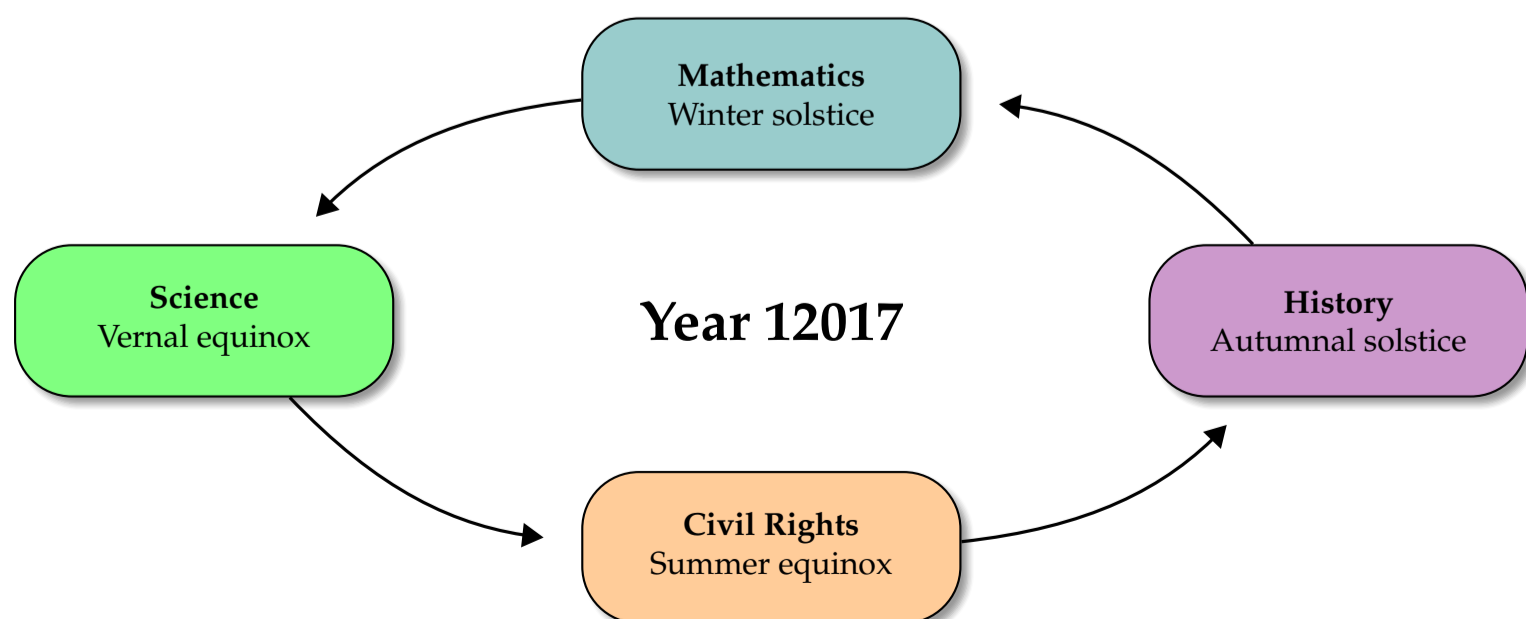 Mathematics
Winter solstice
Science
Vernal equinox
Year 12017
History
Autumnal solstice
Civil Rights
Summer equinox